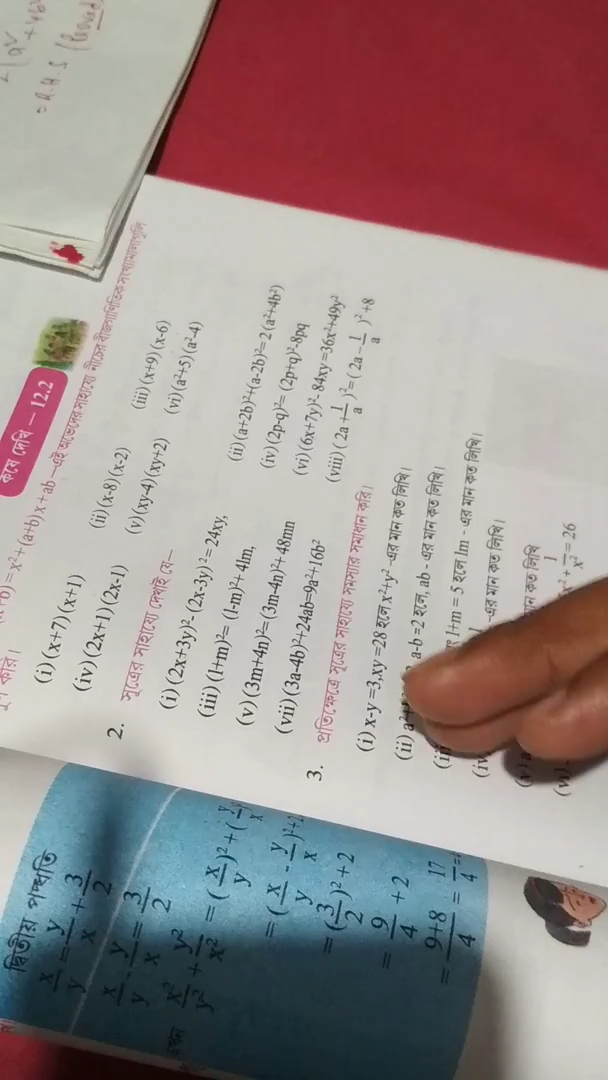 কষে দেখি – 12.2
= x²+(a+b)x+ab –এই অভেদের সাহায্যে নীচের বীজগাণিতিক সংখ্যামালাগুলি
করি।
(i) (x+7) (x+1) (ii) (x-8) (x-2) (iii) (x+9) (x-6)
(iv) (2x+1) (2x-1) (v) (xy-4) (xy+2) (vi) (a²+5) (a²-4)
2. সূত্রের সাহায্যে দেখাই যে—
(i) (2x+3y)²-(2x-3y)²=24xy, (ii) (a+2b)²+(a-2b)²=2(a²+4b²)
(iii) (l+m)²=(l-m)²+4lm, (iv) (2p-q)²=(2p+q)²-8pq
(v) (3m+4n)²=(3m-4n)²+48mn (vi) (6x+7y)²-84xy=36x²+49y²
(vii) (3a-4b)²+24ab=9a²+16b² (viii) (2a+1/a)²=(2a-1/a)²+8
3. প্রতিক্ষেত্রে সূত্রের সাহায্যে সমস্যার সমাধান করি।
(i) x-y=3,xy=28 হলে x²+y²-এর মান কত লিখি।
(ii) a-b=2 হলে, ab - এর মান কত লিখি।
l+m=5 হলে lm - এর মান কত লিখি।
(iv) -এর মান কত লিখি।
(v) মান কত লিখি
(vi) x²+1/x²=26
দ্বিতীয় পদ্ধতি
x/y=y/x+3/2
x/y-y/x=3/2
x²/y²+y²/x²=(x/y)²+(y/x
=(x/y-y/x)²+2
=(3/2)²+2
=9/4+2
=9+8/4=17/4=